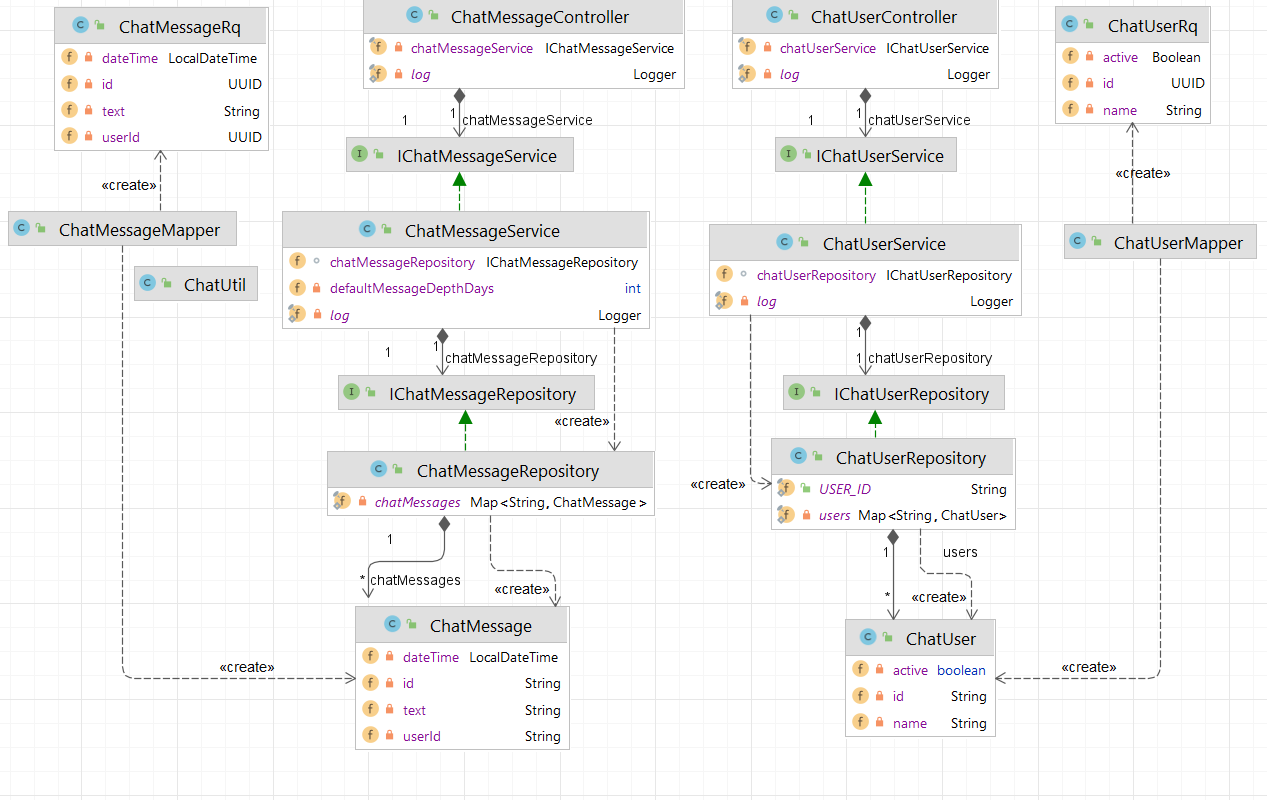 ChatMessageRq
dateTime LocalDateTime
id UUID
text String
userId UUID
ChatMessageController
chatMessageService IChatMessageService
log Logger
ChatUserController
chatUserService IChatUserService
log Logger
ChatUserRq
active Boolean
id UUID
name String
1 1 chatMessageService
1 1 chatUserService
IChatMessageService
IChatUserService
«create»
«create»
ChatMessageMapper
ChatUtil
ChatMessageService
chatMessageRepository IChatMessageRepository
defaultMessageDepthDays int
log Logger
ChatUserService
chatUserRepository IChatUserRepository
log Logger
ChatUserMapper
1 1 chatMessageRepository
1
1 chatUserRepository
IChatMessageRepository
IChatUserRepository
«create»
ChatMessageRepository
chatMessages Map<String, ChatMessage>
«create»
ChatUserRepository
USER_ID String
users Map<String, ChatUser>
1
* chatMessages
«create»
1 users
* «create»
ChatMessage
dateTime LocalDateTime
id String
text String
userId String
«create»
ChatUser
active boolean
id String
name String
«create»